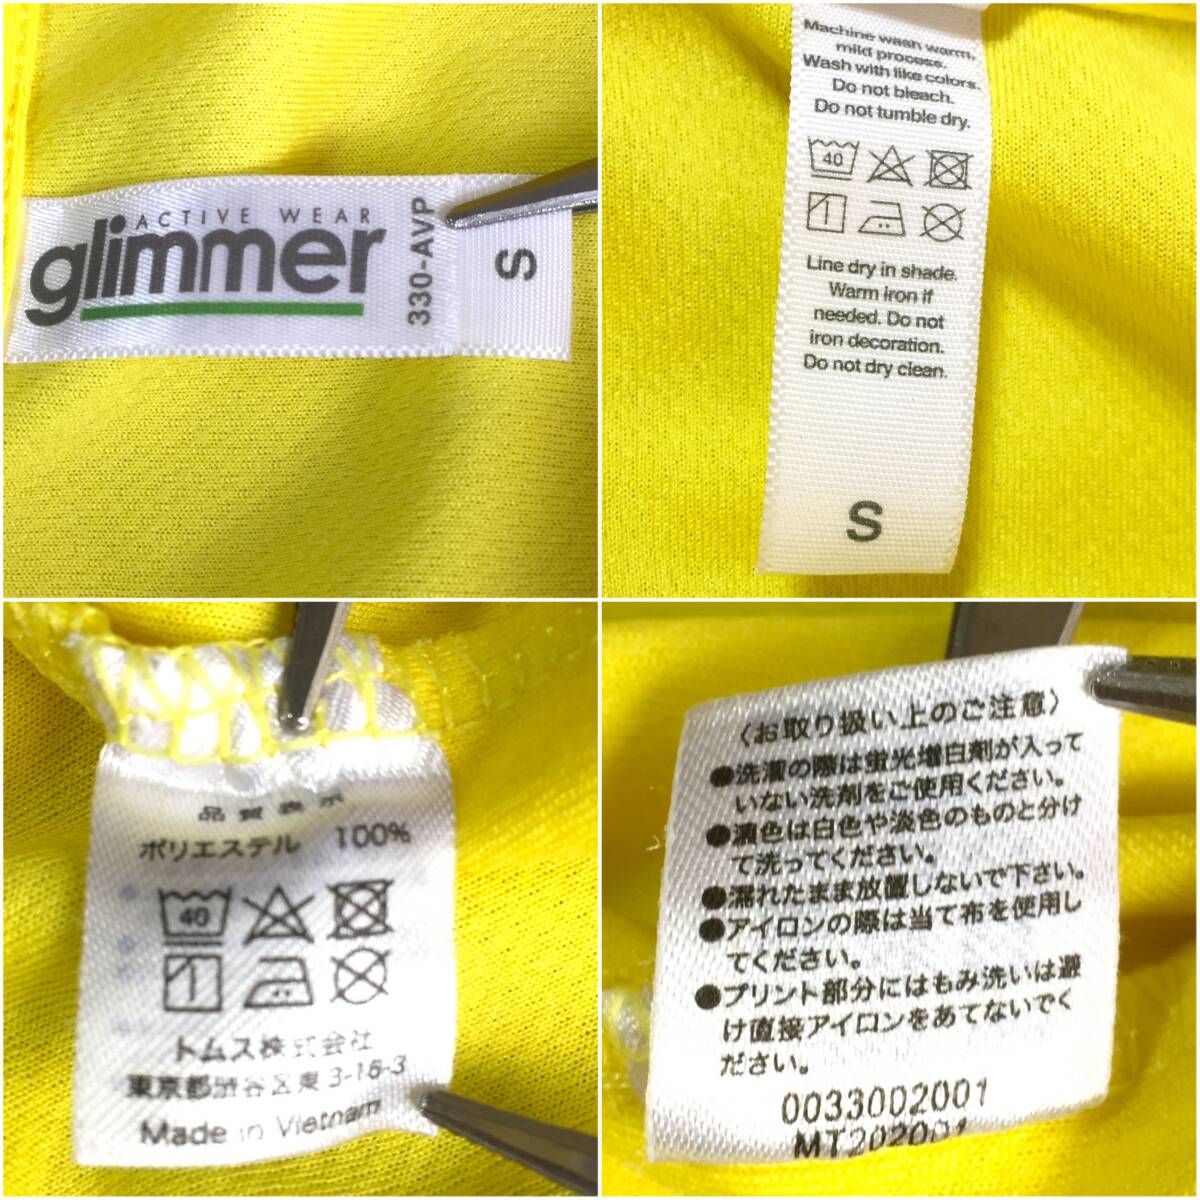 ACTIVE WEAR
glimmer
330-AVP
S
Machine wash warm,
mild process.
Wash with like colors.
Do not bleach.
Do not tumble dry.
40
Line dry in shade.
Warm iron if
needed. Do not
iron decoration.
Do not dry clean.
S
品質表示
ポリエステル 100%
40
トムス株式会社
東京都渋谷区東3-16-3
Made in Vietnam
〈お取り扱い上のご注意〉
●洗濯の際は蛍光増白剤が入って
いない洗剤をご使用ください。
●濃色は白色や淡色のものと分け
て洗ってください。
●濡れたまま放置しないで下さい。
●アイロンの際は当て布を使用し
てください。
●プリント部分にはもみ洗いは避
け直接アイロンをあてないでく
ださい。
0033002001
MT202001